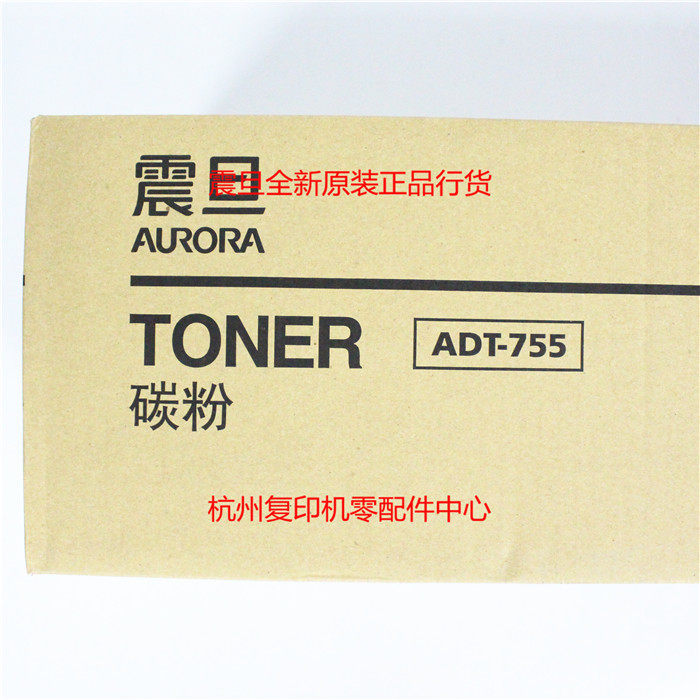 震旦
震旦全新原装正品行货
AURORA
TONER
ADT-755
碳粉
杭州复印机零配件中心